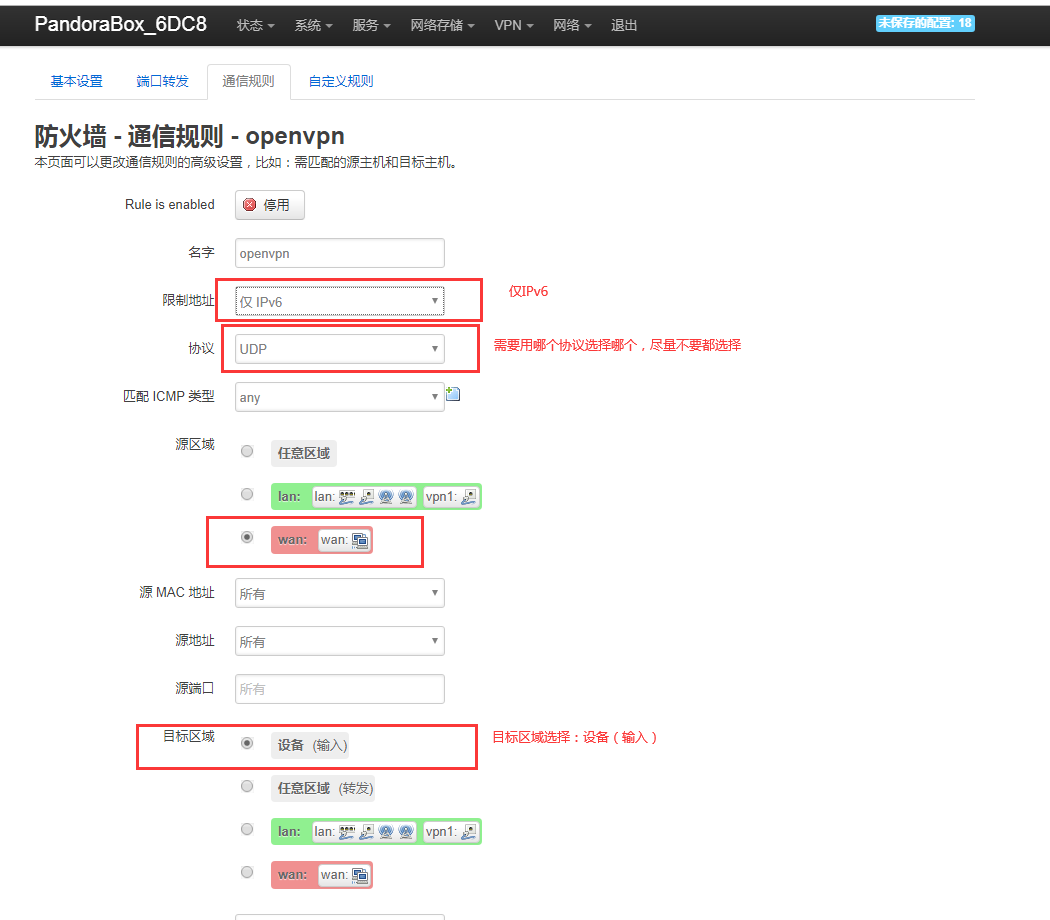 PandoraBox_6DC8 状态 系统 服务 网络存储 VPN 网络 退出 未保存的配置: 18
基本设置 端口转发 通信规则 自定义规则
防火墙 - 通信规则 - openvpn
本页面可以更改通信规则的高级设置，比如：需匹配的源主机和目标主机。
Rule is enabled 停用
名字 openvpn
限制地址 仅 IPv6 仅IPv6
协议 UDP 需要用哪个协议选择哪个，尽量不要都选择
匹配 ICMP 类型 any
源区域 任意区域
lan: lan: vpn1:
wan: wan:
源 MAC 地址 所有
源地址 所有
源端口 所有
目标区域 设备 (输入) 目标区域选择：设备（输入）
任意区域 (转发)
lan: lan: vpn1:
wan: wan: